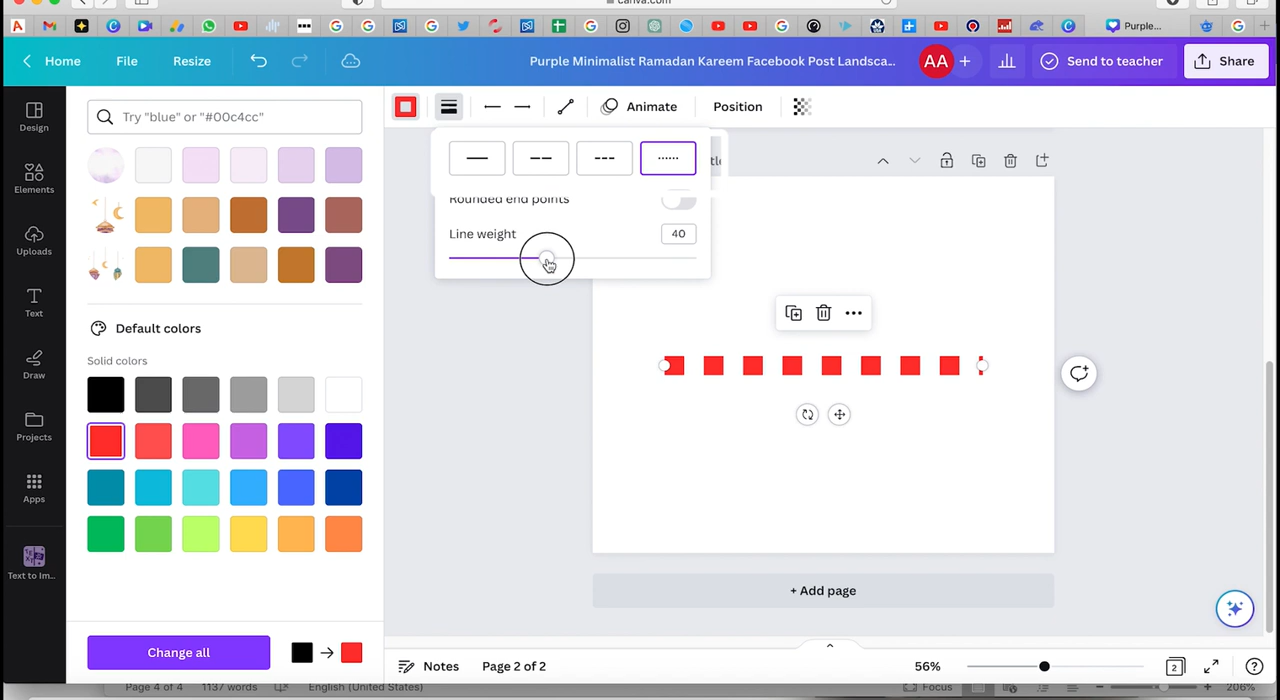 canva.com
Purple...
Home
File
Resize
Purple Minimalist Ramadan Kareem Facebook Post Landsca...
AA
+
Send to teacher
Share
Design
Elements
Uploads
Text
Draw
Projects
Apps
Text to Im...
Try "blue" or "#00c4cc"
Default colors
Solid colors
Change all
Animate
Position
Rounded end points
Line weight
40
+ Add page
Notes
Page 2 of 2
56%
2
Page 4 of 4
1137 words
English (United States)
Focus
206%